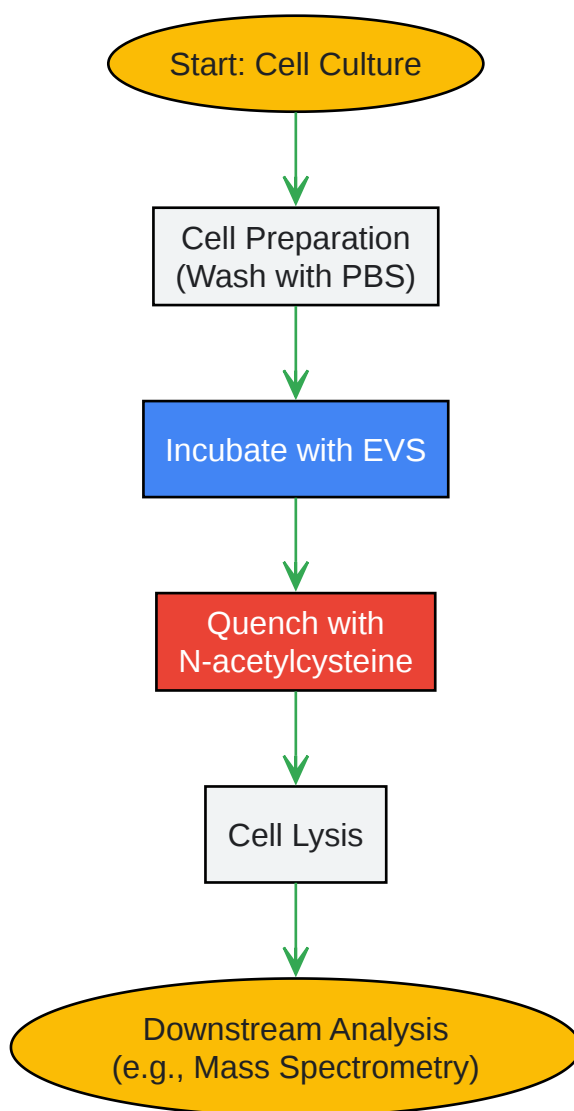 Start: Cell Culture
Cell Preparation
(Wash with PBS)
Incubate with EVS
Quench with
N-acetylcysteine
Cell Lysis
Downstream Analysis
(e.g., Mass Spectrometry)